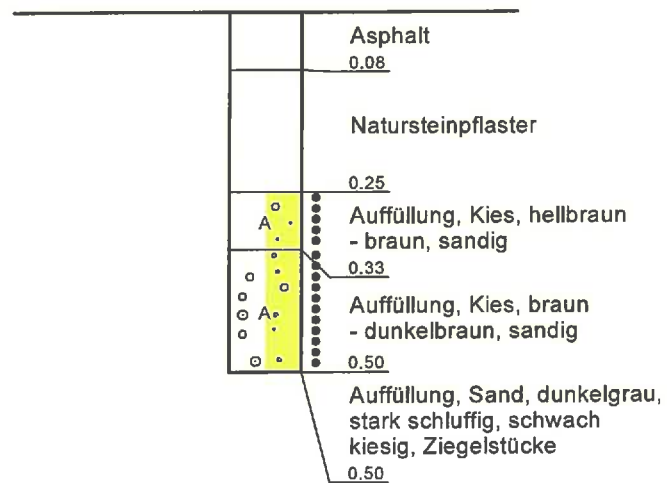 Asphalt
0.08
Natursteinpflaster
0.25
A
Auffüllung, Kies, hellbraun
- braun, sandig
0.33
A
Auffüllung, Kies, braun
- dunkelbraun, sandig
0.50
Auffüllung, Sand, dunkelgrau,
stark schluffig, schwach
kiesig, Ziegelstücke
0.50